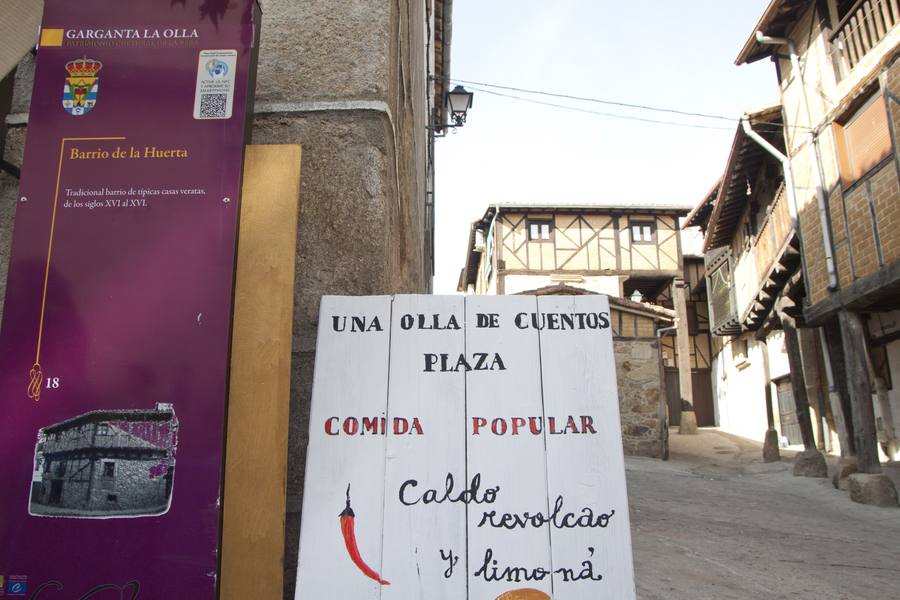 GARGANTA LA OLLA
Barrio de la Huerta
Tradicional barrio de típicas casas veratas,
de los siglos XVI al XVI.
18
UNA OLLA DE CUENTOS
PLAZA
COMIDA POPULAR
Caldo
revolcao
y limoná